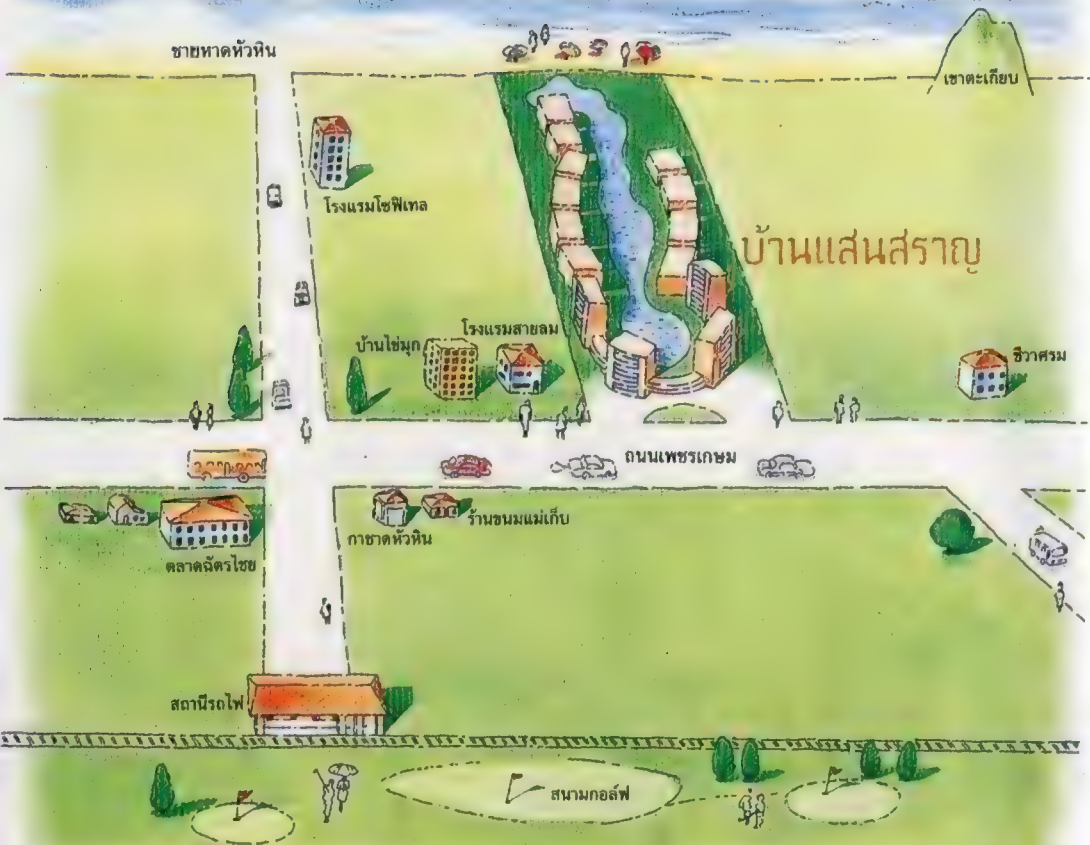 ชายหาดหัวหิน
เขาตะเกียบ
โรงแรมโซฟิเทล
บ้านแสนสราญ
บ้านไข่มุก
โรงแรมสายลม
ชีวาศรม
ถนนเพชรเกษม
ตลาดฉัตรไชย
กาชาดหัวหิน
ร้านขนมแม่เก็บ
สถานีรถไฟ
สนามกอล์ฟ